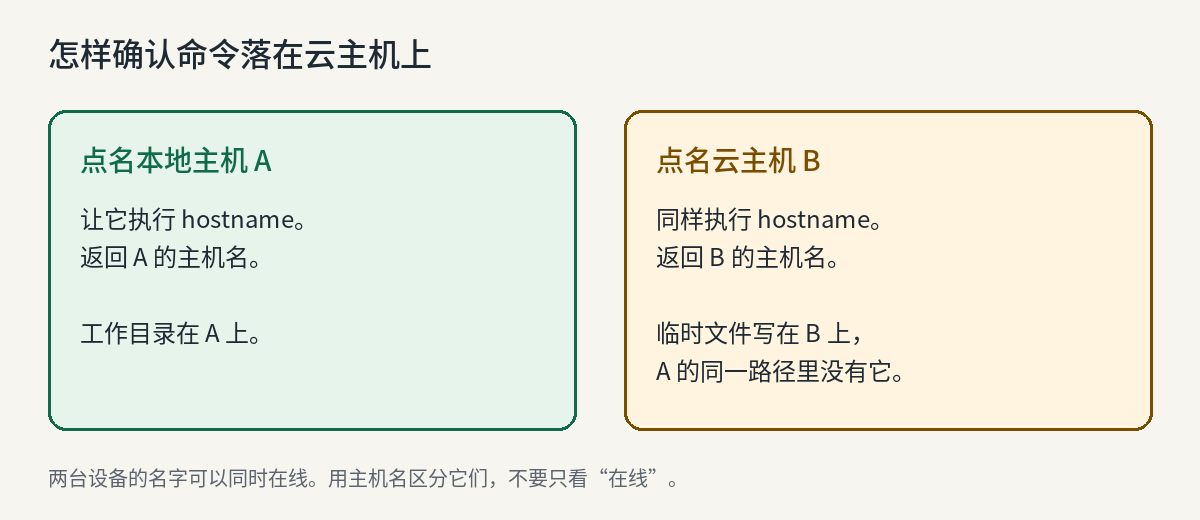 怎样确认命令落在云主机上
点名本地主机 A
让它执行 hostname。
返回 A 的主机名。
工作目录在 A 上。
点名云主机 B
同样执行 hostname。
返回 B 的主机名。
临时文件写在 B 上，
A 的同一路径里没有它。
两台设备的名字可以同时在线。用主机名区分它们，不要只看“在线”。